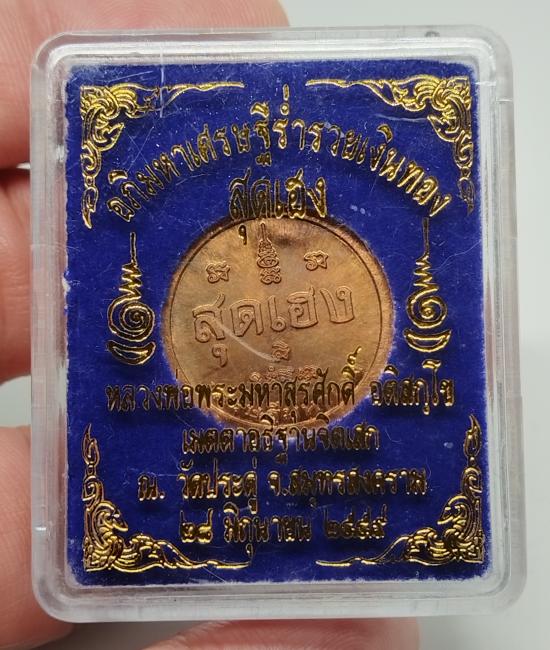 อภิมหาเศรษฐีร่ำรวยเงินทอง
สุดเฮง
สุดเฮง
หลวงพ่อพระมหาสุรศักดิ์ อติสกฺโข
เมตตาอธิฐานจิตเสก
ณ. วัดประดู่ จ.สมุทรสงคราม
๒๘ มิถุนายน ๒๕๕๙